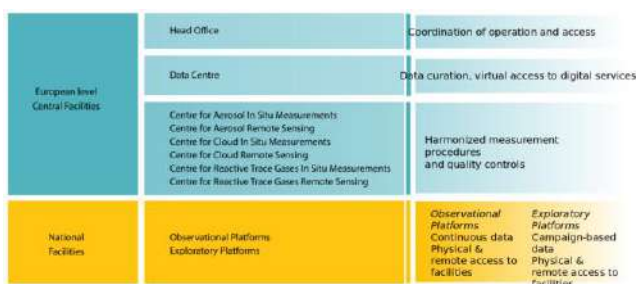 Head Office
Coordination of operation and access
European level
Central Facilities
Data Centre
Data curation, virtual access to digital services
Centre for Aerosol In Situ Measurements
Centre for Aerosol Remote Sensing
Centre for Cloud In Situ Measurements
Centre for Cloud Remote Sensing
Centre for Reactive Trace Gases In Situ Measurements
Centre for Reactive Trace Gases Remote Sensing
Harmonized measurement
procedures
and quality controls
National
Facilities
Observational Platforms
Exploratory Platforms
Observational
Platforms
Continuous data
Physical &
remote access to
facilities
Exploratory
Platforms
Campaign-based
data
Physical &
remote access to
facilities